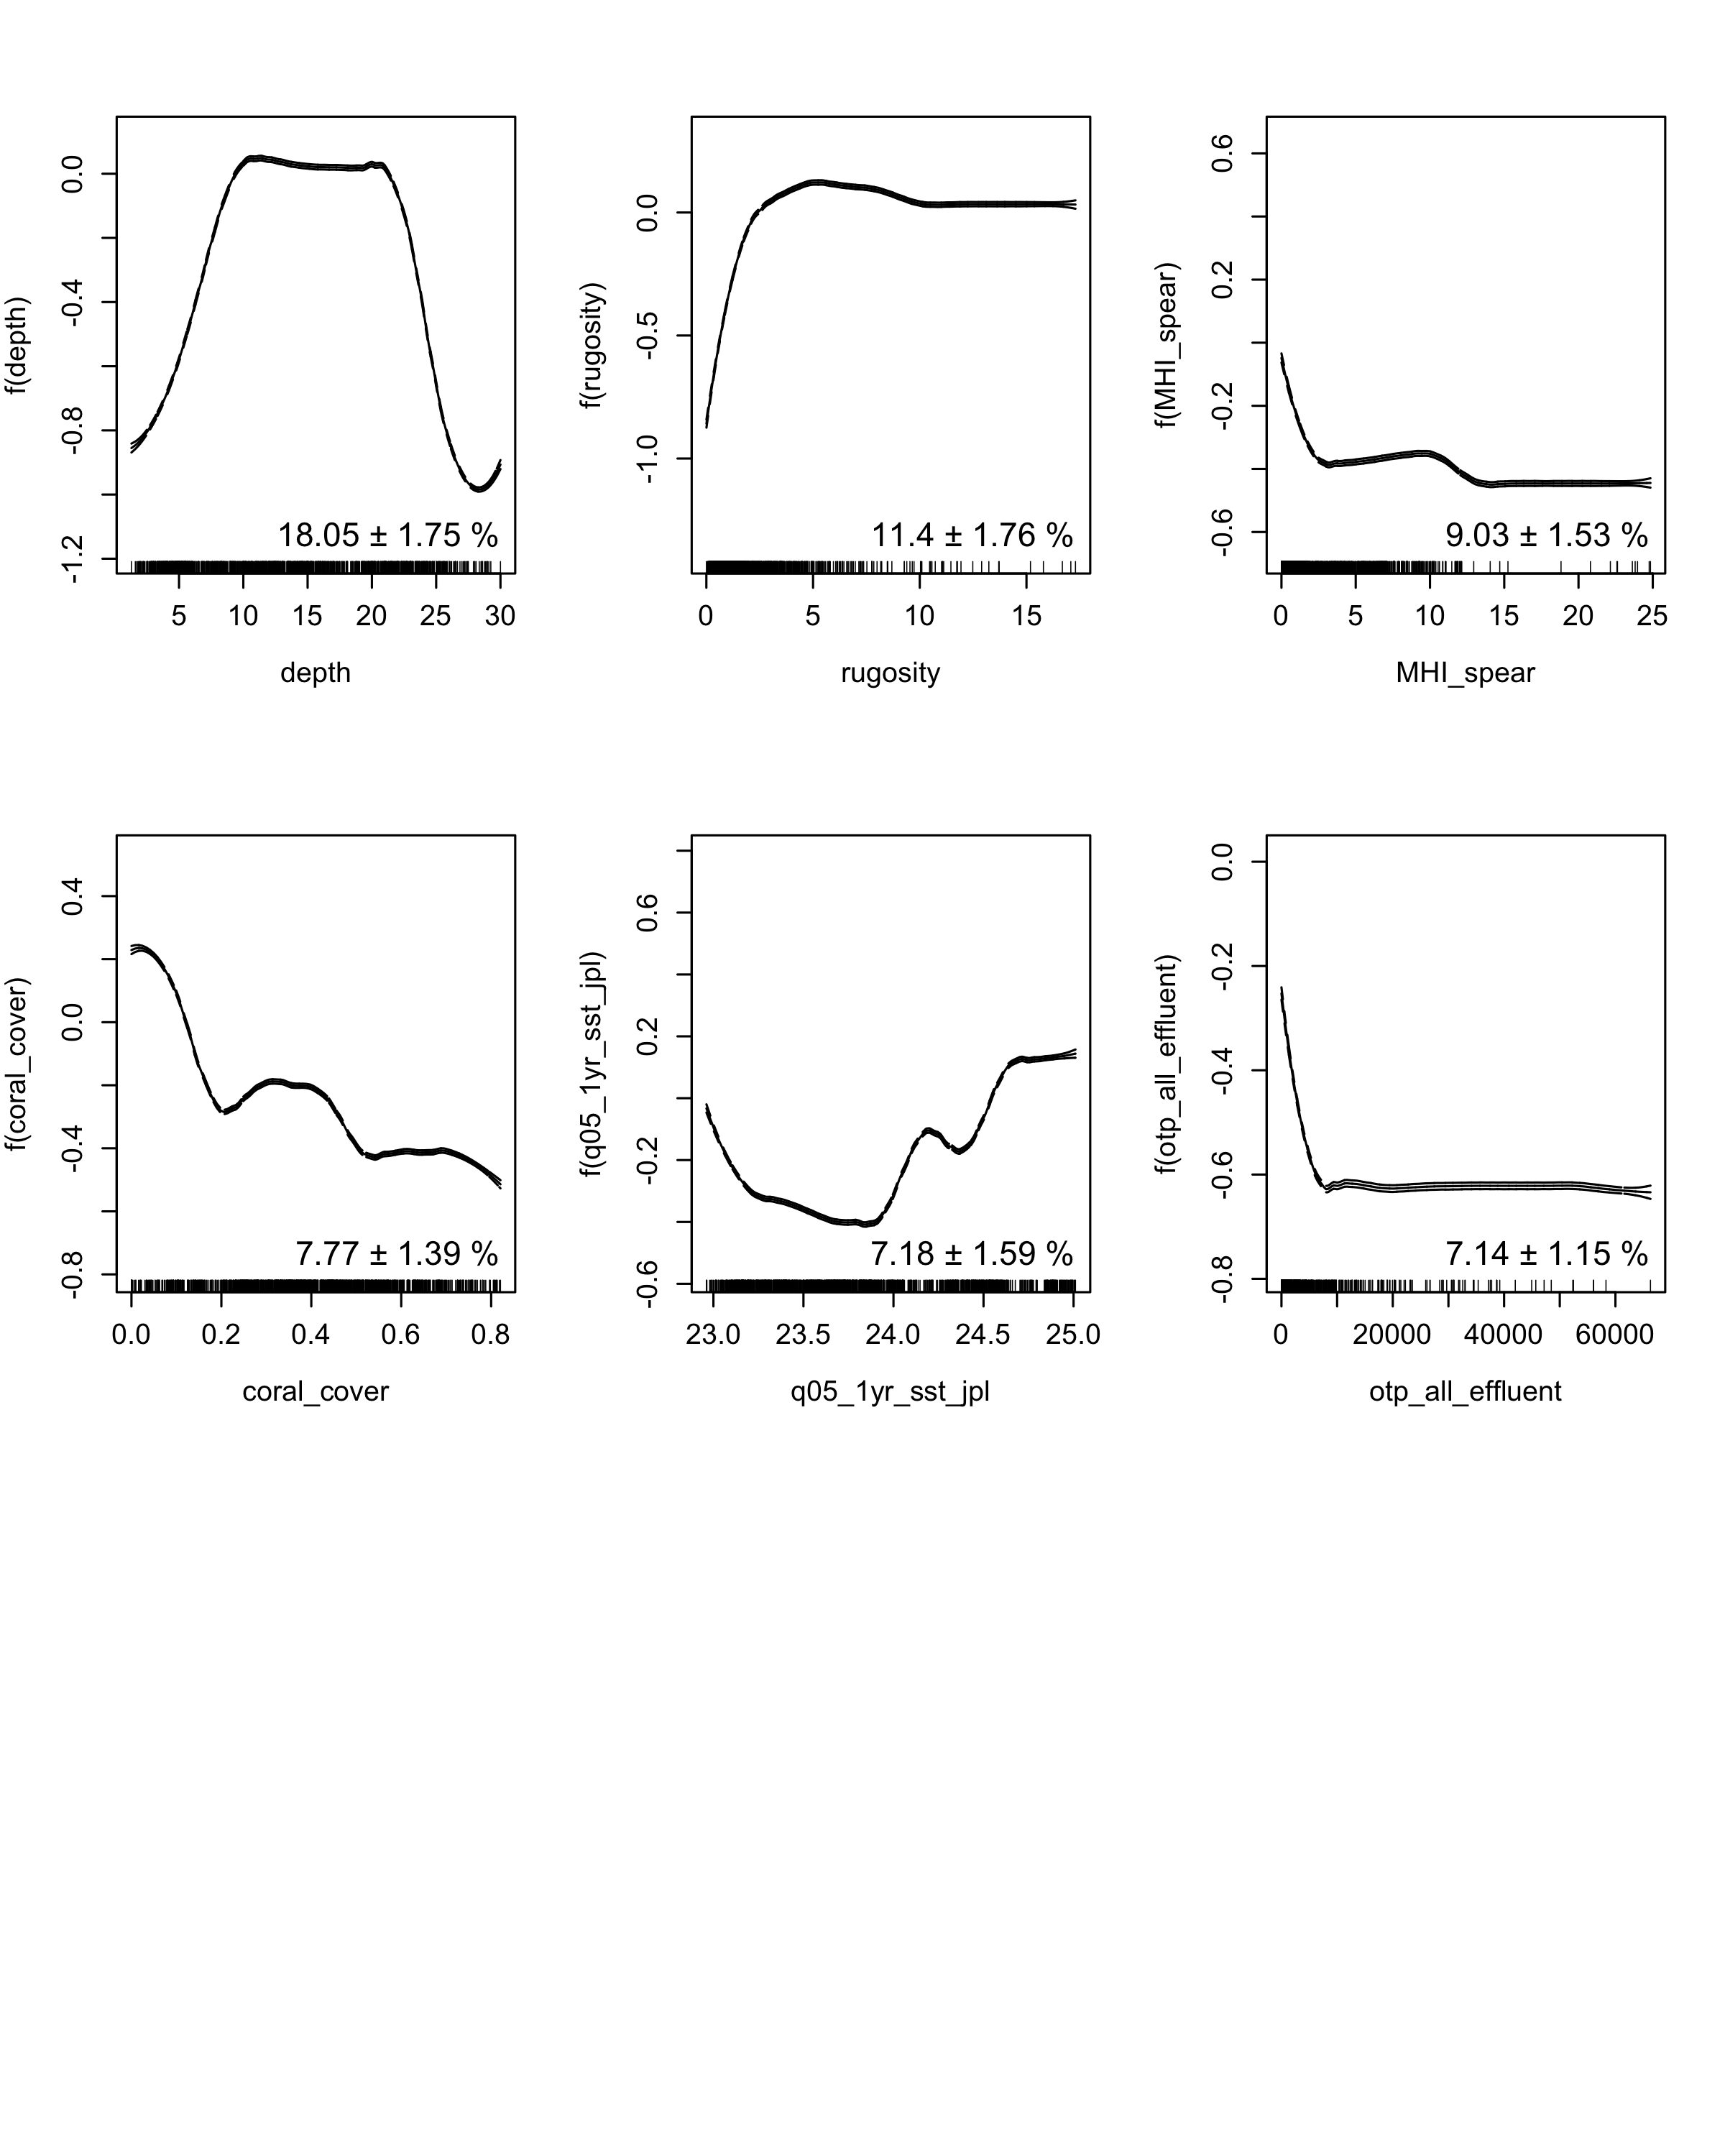 f(depth)
0.0
-0.4
-0.8
-1.2
18.05 ± 1.75 %
5 10 15 20 25 30
depth
f(rugosity)
0.0
-0.5
-1.0
11.4 ± 1.76 %
0 5 10 15
rugosity
f(MHI_spear)
0.6
0.2
-0.2
-0.6
9.03 ± 1.53 %
0 5 10 15 20 25
MHI_spear
f(coral_cover)
0.4
0.0
-0.4
-0.8
7.77 ± 1.39 %
0.0 0.2 0.4 0.6 0.8
coral_cover
f(q05_1yr_sst_jpl)
0.6
0.2
-0.2
-0.6
7.18 ± 1.59 %
23.0 23.5 24.0 24.5 25.0
q05_1yr_sst_jpl
f(otp_all_effluent)
0.0
-0.2
-0.4
-0.6
-0.8
7.14 ± 1.15 %
0 20000 40000 60000
otp_all_effluent